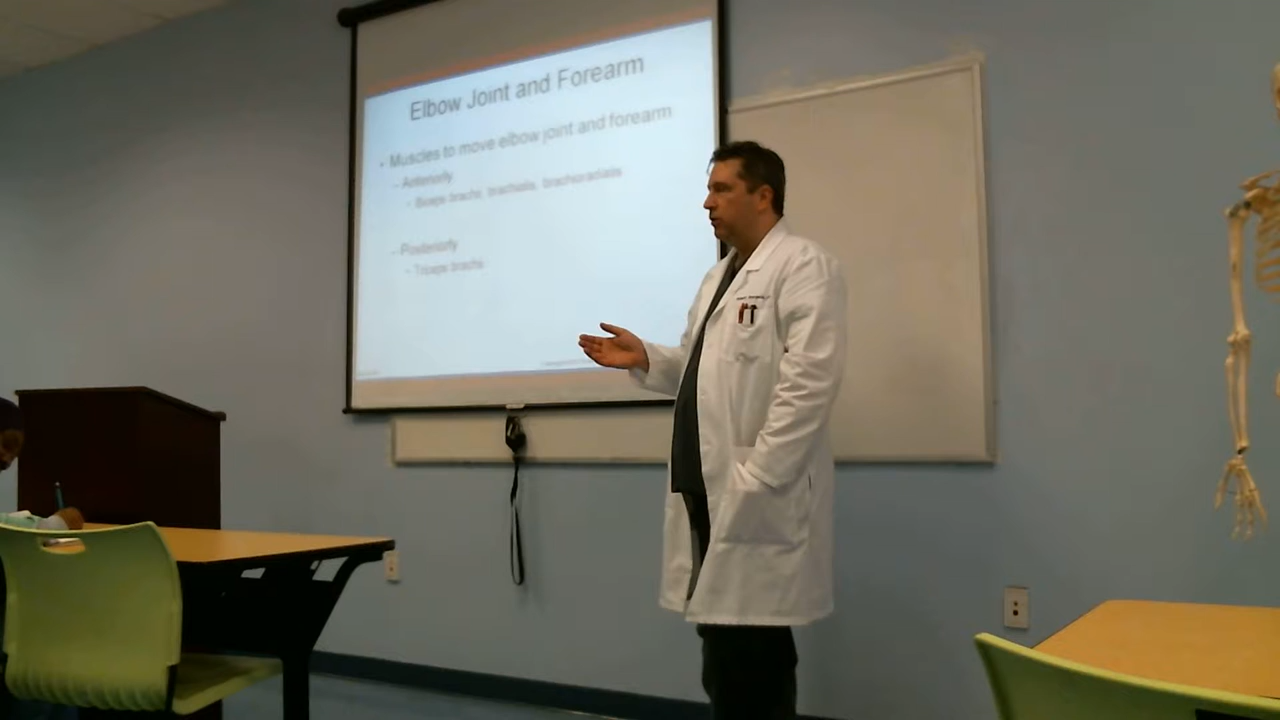 Elbow Joint and Forearm
• Muscles to move elbow joint and forearm
– Anteriorly
• Biceps brachii, brachialis, brachioradialis
– Posteriorly
• Triceps brachii